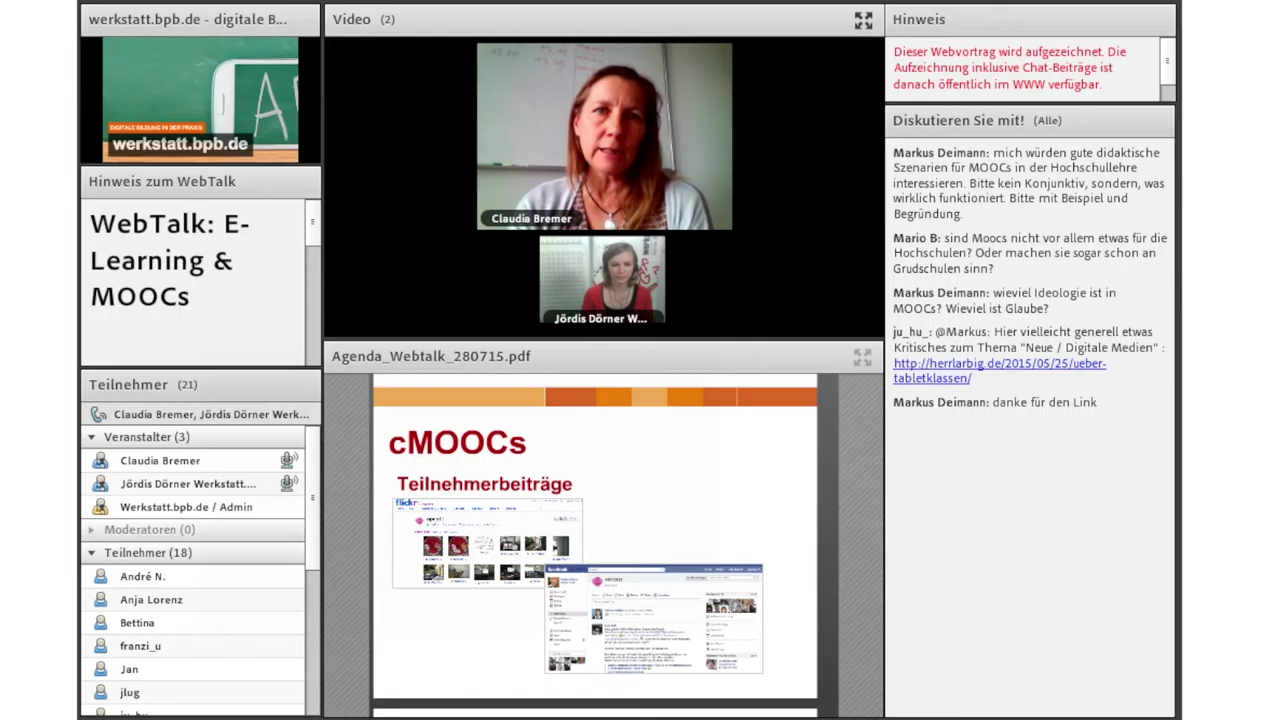 werkstatt.bpb.de - digitale B...
DIGITALE BILDUNG IN DER PRAXIS
werkstatt.bpb.de
Hinweis zum WebTalk
WebTalk: E-
Learning &
MOOCs
Teilnehmer (21)
Claudia Bremer, Jördis Dörner Werk...
Veranstalter (3)
Claudia Bremer
Jördis Dörner Werkstatt....
Werkstatt.bpb.de / Admin
Moderatoren (0)
Teilnehmer (18)
André N.
Anja Lorenz
Bettina
franzi_u
Jan
jlug
Video (2)
Claudia Bremer
Jördis Dörner W...
Agenda_Webtalk_280715.pdf
cMOOCs
Teilnehmerbeiträge
flickr
facebook
Hinweis
Dieser Webvortrag wird aufgezeichnet. Die
Aufzeichnung inklusive Chat-Beiträge ist
danach öffentlich im WWW verfügbar.
Diskutieren Sie mit! (Alle)
Markus Deimann: mich würden gute didaktische
Szenarien für MOOCs in der Hochschullehre
interessieren. Bitte kein Konjunktiv, sondern, was
wirklich funktioniert. Bitte mit Beispiel und
Begründung.
Mario B: sind Moocs nicht vor allem etwas für die
Hochschulen? Oder machen sie sogar schon an
Grudschulen sinn?
Markus Deimann: wieviel Ideologie ist in
MOOCs? Wieviel ist Glaube?
ju_hu_: @Markus: Hier vielleicht generell etwas
Kritisches zum Thema "Neue / Digitale Medien" :
http://herrlarbig.de/2015/05/25/ueber-
tabletklassen/
Markus Deimann: danke für den Link